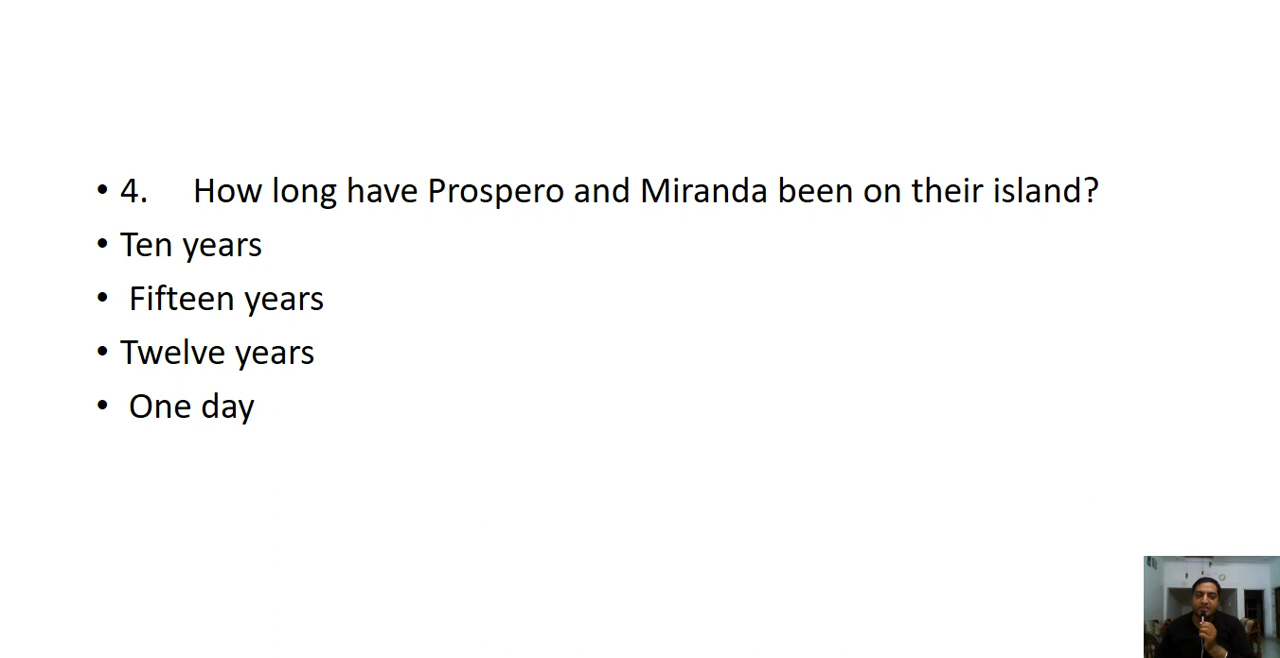 • 4. How long have Prospero and Miranda been on their island?
• Ten years
• Fifteen years
• Twelve years
• One day